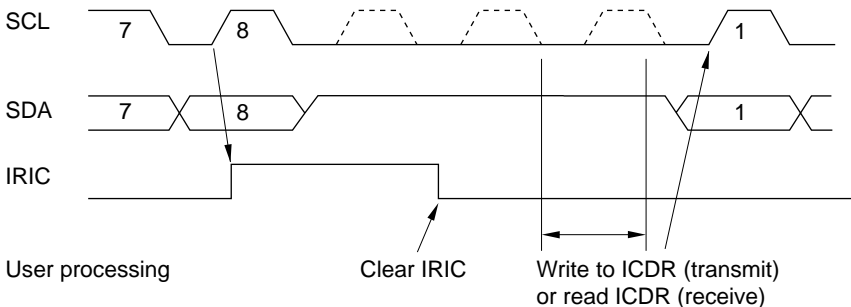 SCL
7 8 1
SDA
7 8 1
IRIC
User processing
Clear IRIC
Write to ICDR (transmit)
or read ICDR (receive)